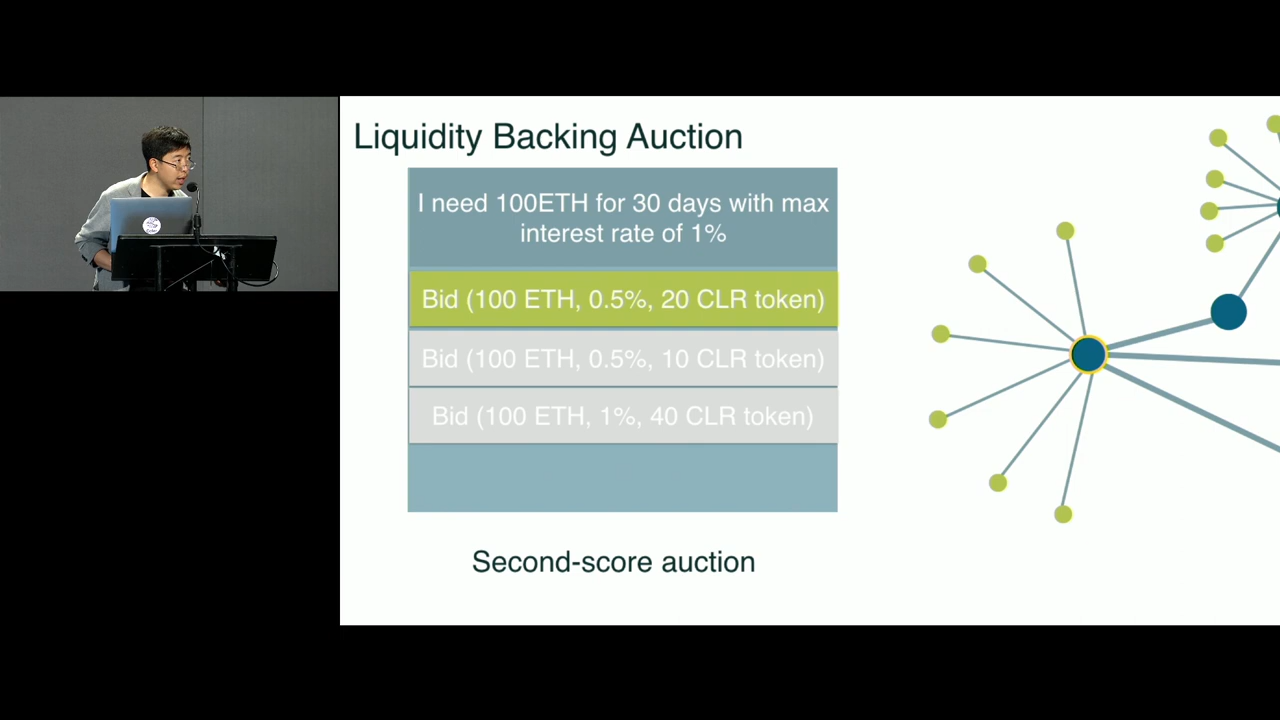 Liquidity Backing Auction
I need 100ETH for 30 days with max
interest rate of 1%
Bid (100 ETH, 0.5%, 20 CLR token)
Bid (100 ETH, 0.5%, 10 CLR token)
Bid (100 ETH, 1%, 40 CLR token)
Second-score auction